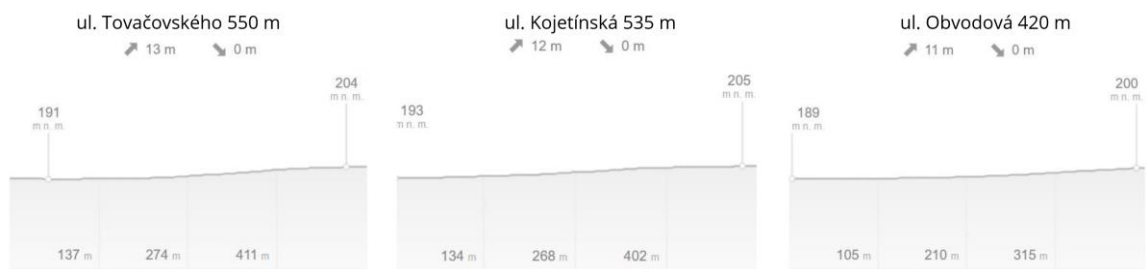 ul. Tovačovského 550 m
13 m 0 m
204
m n. m.
191
m n. m.
137 m 274 m 411 m
ul. Kojetínská 535 m
12 m 0 m
205
m n. m.
193
m n. m.
134 m 268 m 402 m
ul. Obvodová 420 m
11 m 0 m
200
m n. m.
189
m n. m.
105 m 210 m 315 m